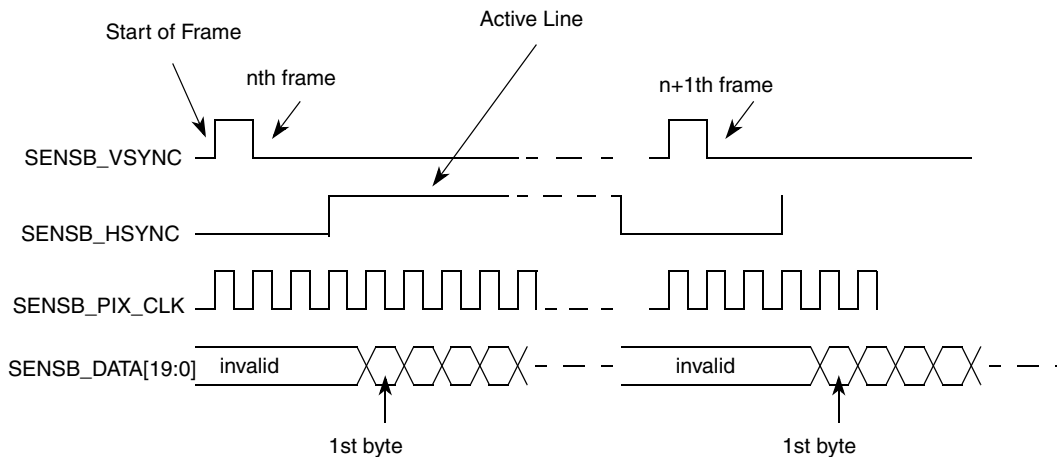 Active Line
Start of Frame
nth frame
n+1th frame
SENSB_VSYNC
SENSB_HSYNC
SENSB_PIX_CLK
SENSB_DATA[19:0]
invalid
invalid
1st byte
1st byte